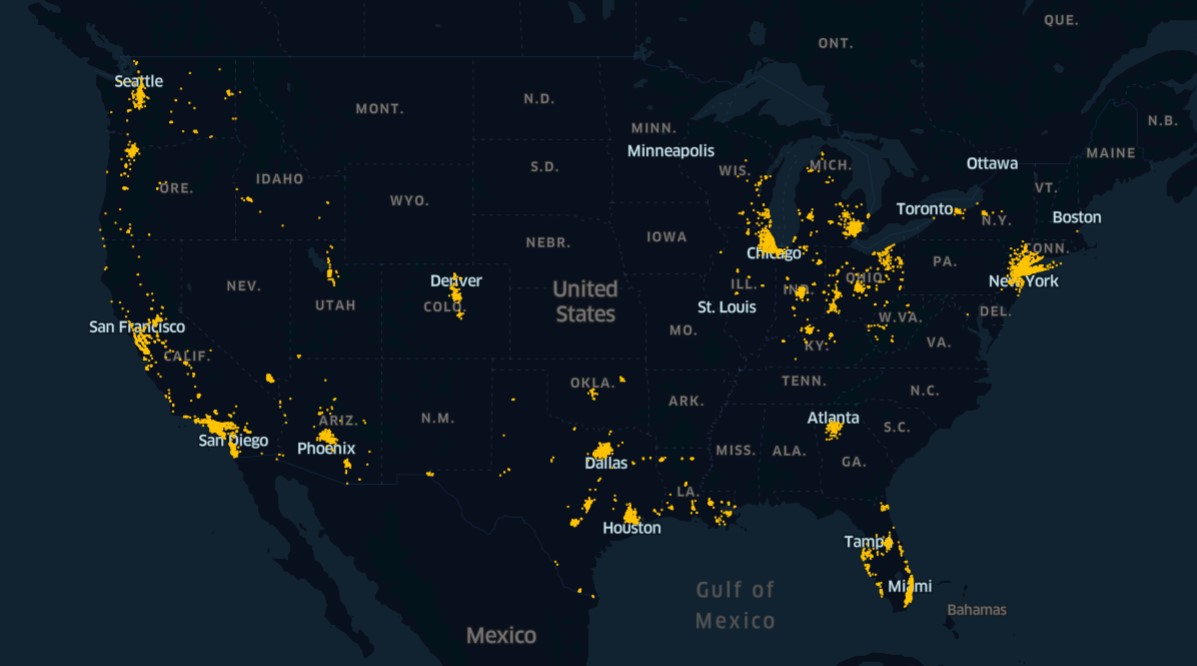 QUE.
ONT.
Seattle
MONT.
N.D.
N.B.
MINN.
Minneapolis
MAINE
S.D.
WIS.
MICH.
Ottawa
ORE.
IDAHO
VT.
WYO.
Toronto
N.Y.
Boston
NEBR.
IOWA
CONN.
Chicago
PA.
NEV.
Denver
OHIO
New York
UTAH
COLO.
United
States
ILL.
IND.
St. Louis
DEL.
W.VA.
San Francisco
MO.
KY.
VA.
CALIF.
OKLA.
TENN.
ARK.
N.C.
ARIZ.
N.M.
Atlanta
S.C.
San Diego
Phoenix
MISS.
ALA.
GA.
Dallas
LA.
Houston
Tampa
Miami
Gulf of
Mexico
Bahamas
Mexico